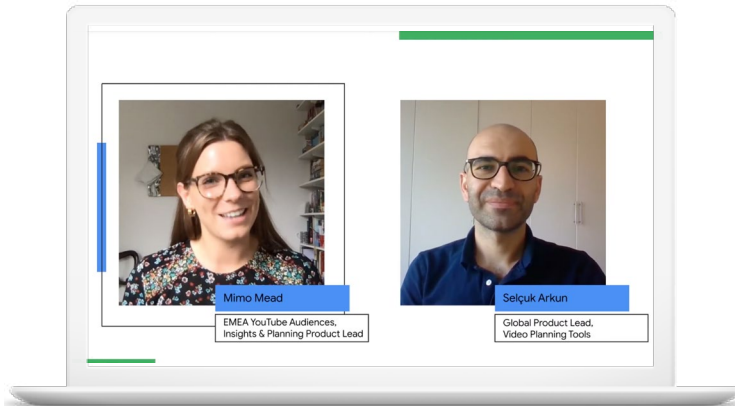 Mimo Mead
EMEA YouTube Audiences,
Insights & Planning Product Lead
Selçuk Arkun
Global Product Lead,
Video Planning Tools